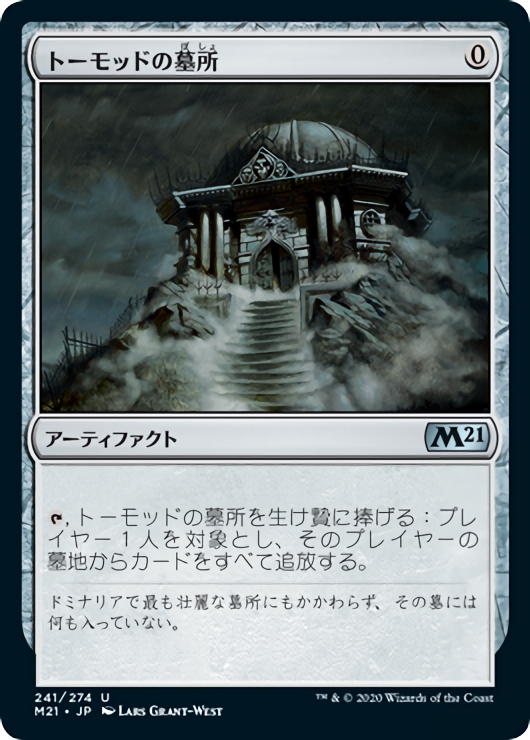 トーモッドの墓所
ぼしょ
0
アーティファクト
M21
,トーモッドの墓所を生け贄に捧げる：プレ
イヤー１人を対象とし、そのプレイヤーの
墓地からカードをすべて追放する。
ドミナリアで最も壮麗な墓所にもかかわらず、その墓には
何も入っていない。
241/274 U
M21 • JP Lars Grant-West
™ & © 2020 Wizards of the Coast